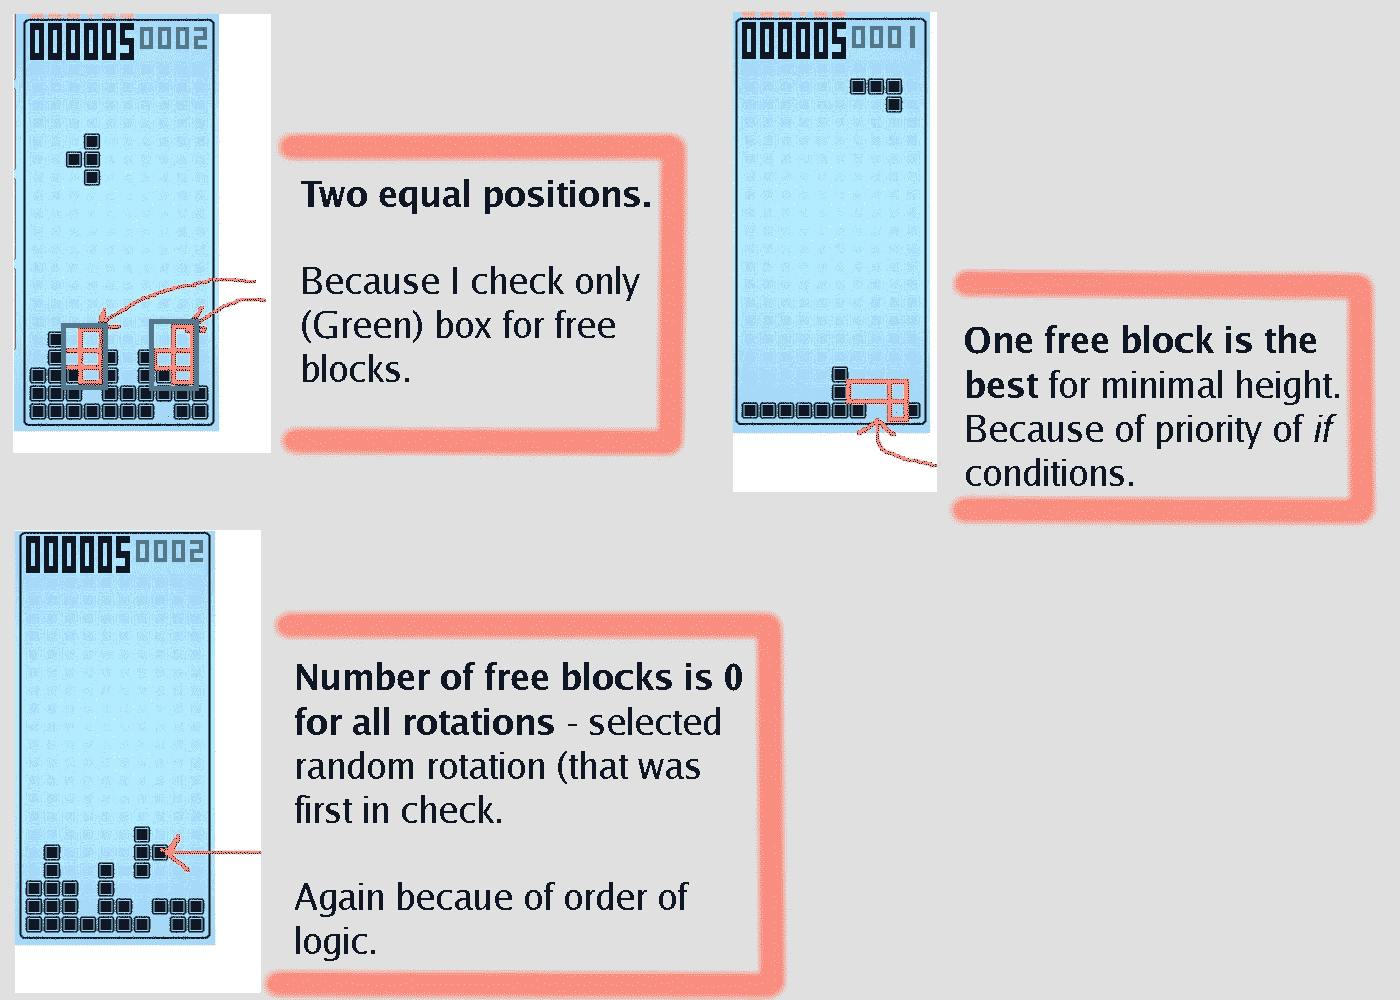 000005 0002
Two equal positions.
Because I check only
(Green) box for free
blocks.
000005 0001
One free block is the
best for minimal height.
Because of priority of if
conditions.
000005 0002
Number of free blocks is 0
for all rotations - selected
random rotation (that was
first in check.
Again becaue of order of
logic.